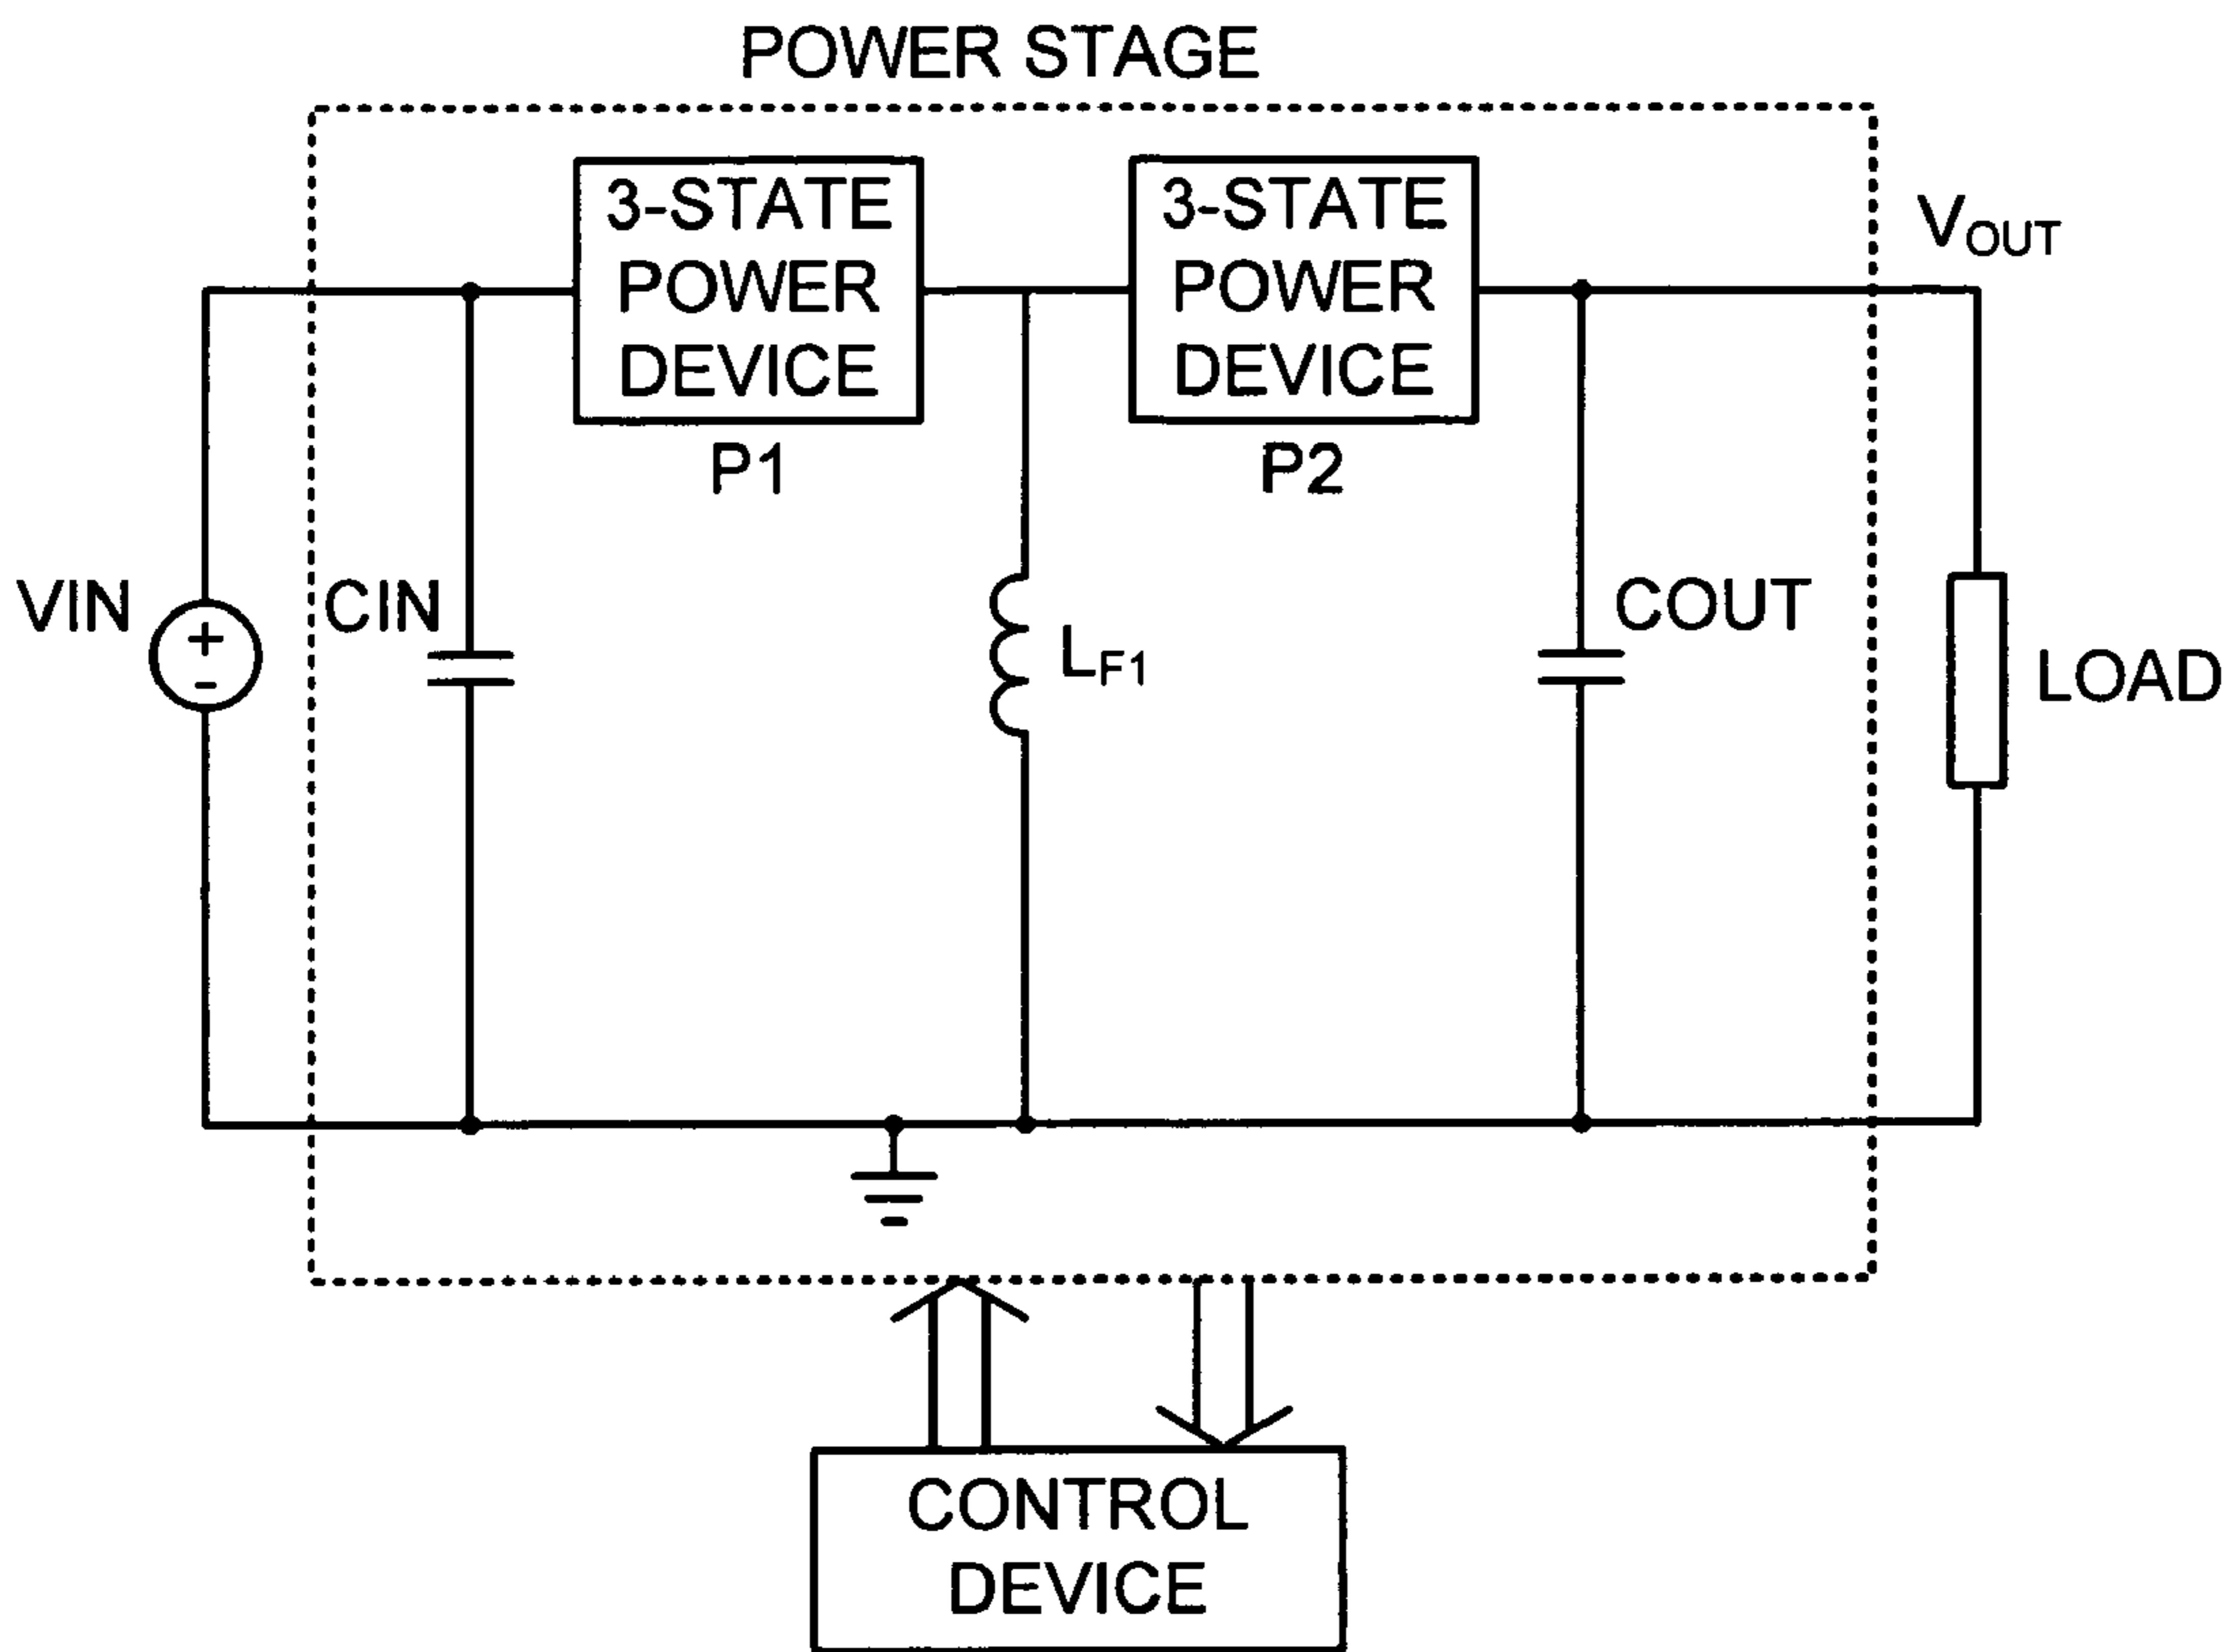 POWER STAGE
3-STATE
POWER
DEVICE
P1
3-STATE
POWER
DEVICE
P2
VOUT
VIN
+
-
CIN
LF1
COUT
LOAD
CONTROL
DEVICE